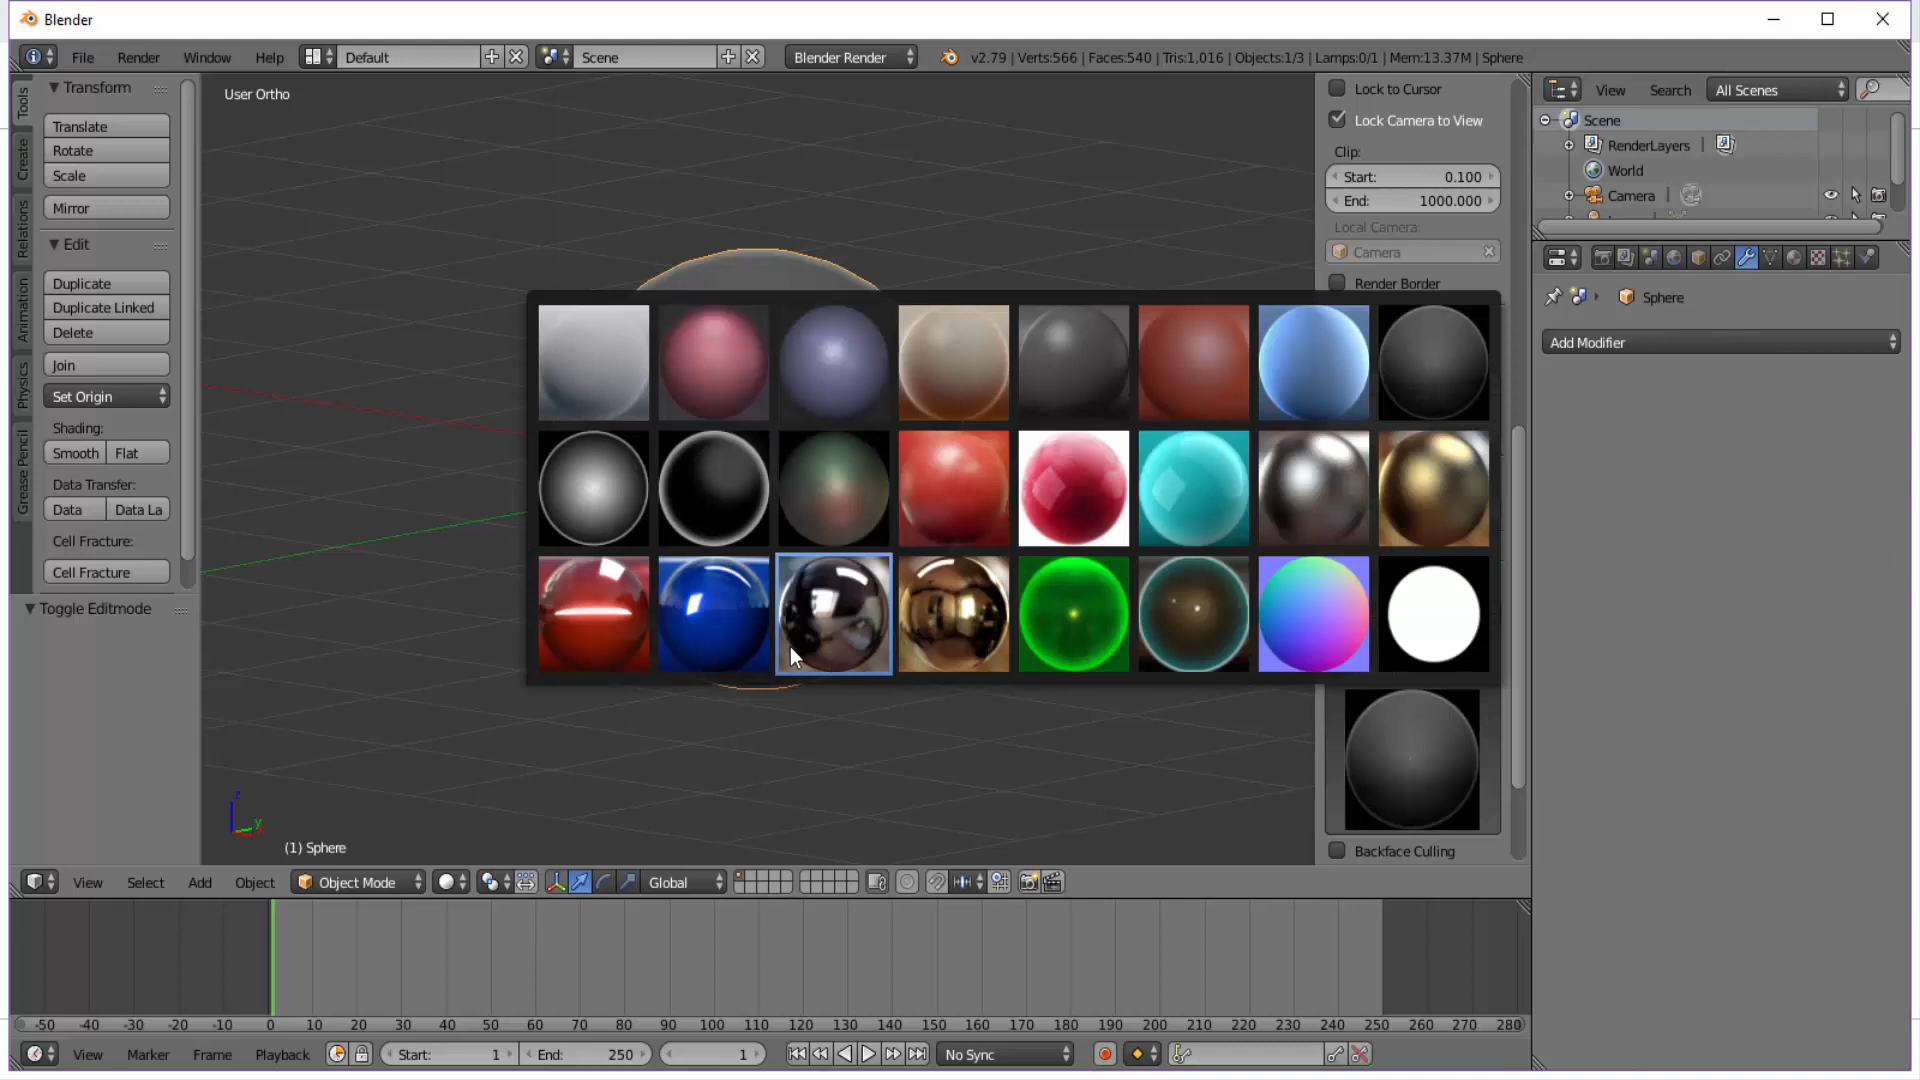 Blender
File Render Window Help Default Scene Blender Render v2.79 | Verts:566 | Faces:540 | Tris:1,016 | Objects:1/3 | Lamps:0/1 | Mem:13.37M | Sphere
Tools
Create
Relations
Animation
Physics
Grease Pencil
Transform
Translate
Rotate
Scale
Mirror
Edit
Duplicate
Duplicate Linked
Delete
Join
Set Origin
Shading:
Smooth Flat
Data Transfer:
Data Data La
Cell Fracture:
Cell Fracture
Toggle Editmode
User Ortho
z
y
(1) Sphere
Lock to Cursor
Lock Camera to View
Clip:
Start: 0.100
End: 1000.000
Local Camera:
Camera
Render Border
Backface Culling
View Search All Scenes
Scene
RenderLayers |
World
Camera |
Sphere
Add Modifier
View Select Add Object Object Mode Global
-50 -40 -30 -20 -10 0 10 20 30 40 50 60 70 80 90 100 110 120 130 140 150 160 170 180 190 200 210 220 230 240 250 260 270 280
View Marker Frame Playback Start: 1 End: 250 1 No Sync